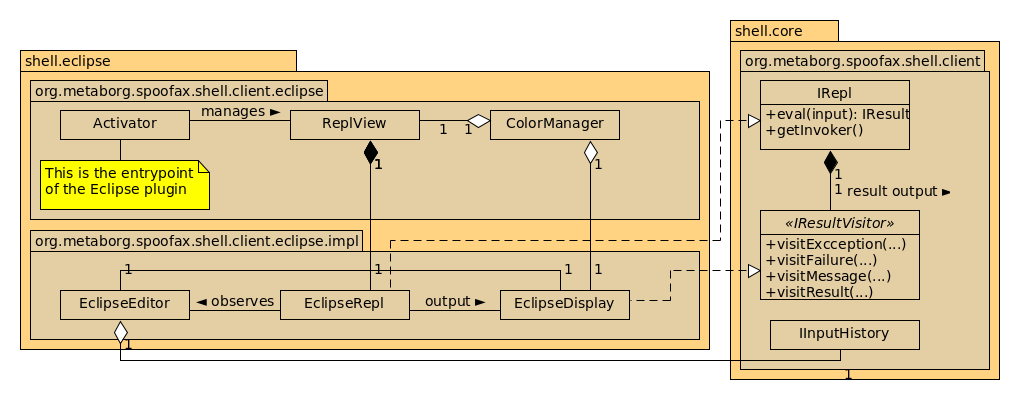 shell.core
shell.eclipse
org.metaborg.spoofax.shell.client
org.metaborg.spoofax.shell.client.eclipse
IRepl
+eval(input): IResult
+getInvoker()
Activator
manages ►
ReplView
1 1
ColorManager
This is the entrypoint
of the Eclipse plugin
1
1
1
1 result output ►
«IResultVisitor»
+visitExcception(...)
+visitFailure(...)
+visitMessage(...)
+visitResult(...)
org.metaborg.spoofax.shell.client.eclipse.impl
1 1 1 1
EclipseEditor
◄ observes
EclipseRepl
output ►
EclipseDisplay
IInputHistory
1
1